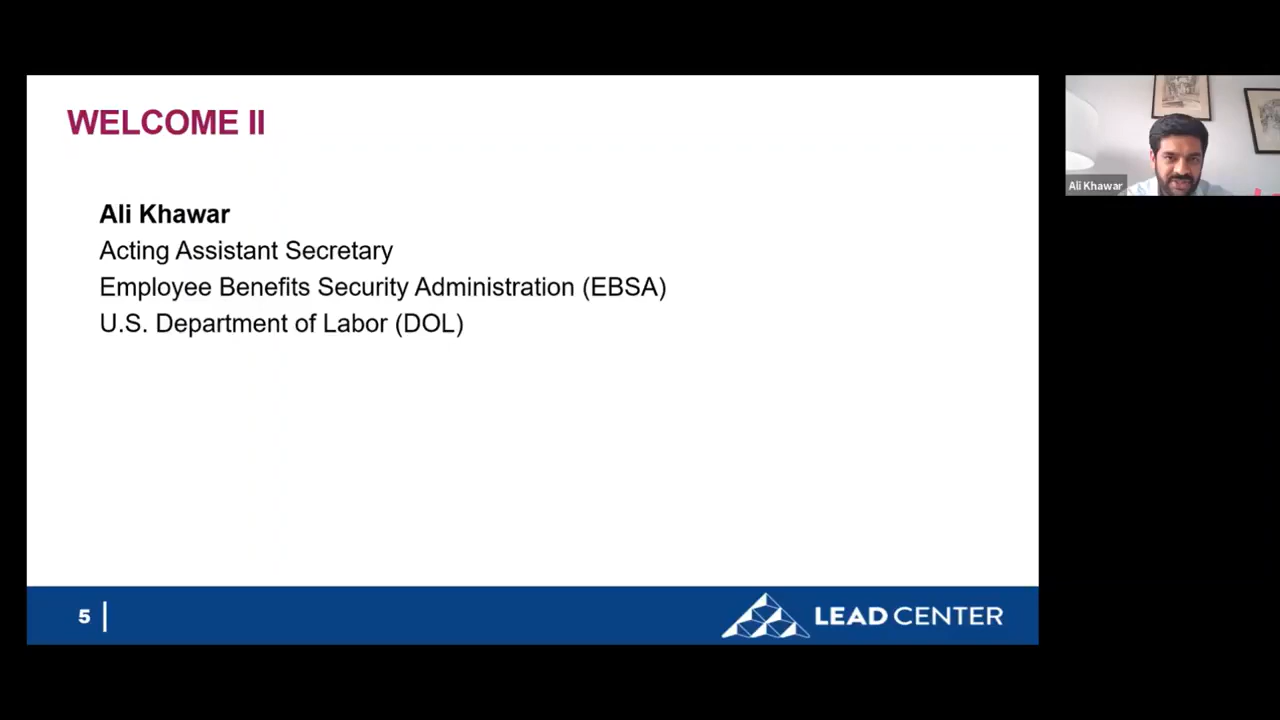 WELCOME II
Ali Khawar
Acting Assistant Secretary
Employee Benefits Security Administration (EBSA)
U.S. Department of Labor (DOL)
5
LEAD CENTER
Ali Khawar